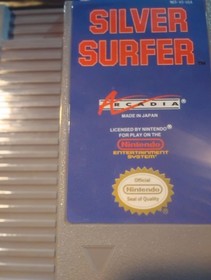 SILVER
SURFER™
ARCADIA®
MADE IN JAPAN
LICENSED BY NINTENDO®
FOR PLAY ON THE
Nintendo
ENTERTAINMENT
SYSTEM®
Official
Nintendo
Seal of Quality